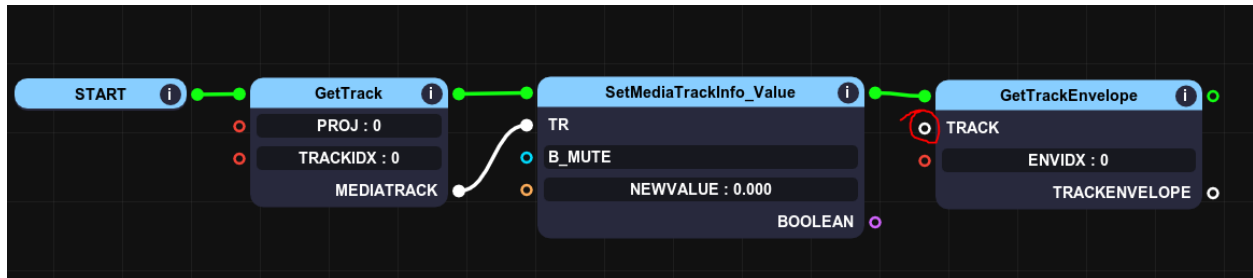 START i
GetTrack i
PROJ : 0
TRACKIDX : 0
MEDIATRACK
SetMediaTrackInfo_Value i
TR
B_MUTE
NEWVALUE : 0.000
BOOLEAN
GetTrackEnvelope i
TRACK
ENVIDX : 0
TRACKENVELOPE